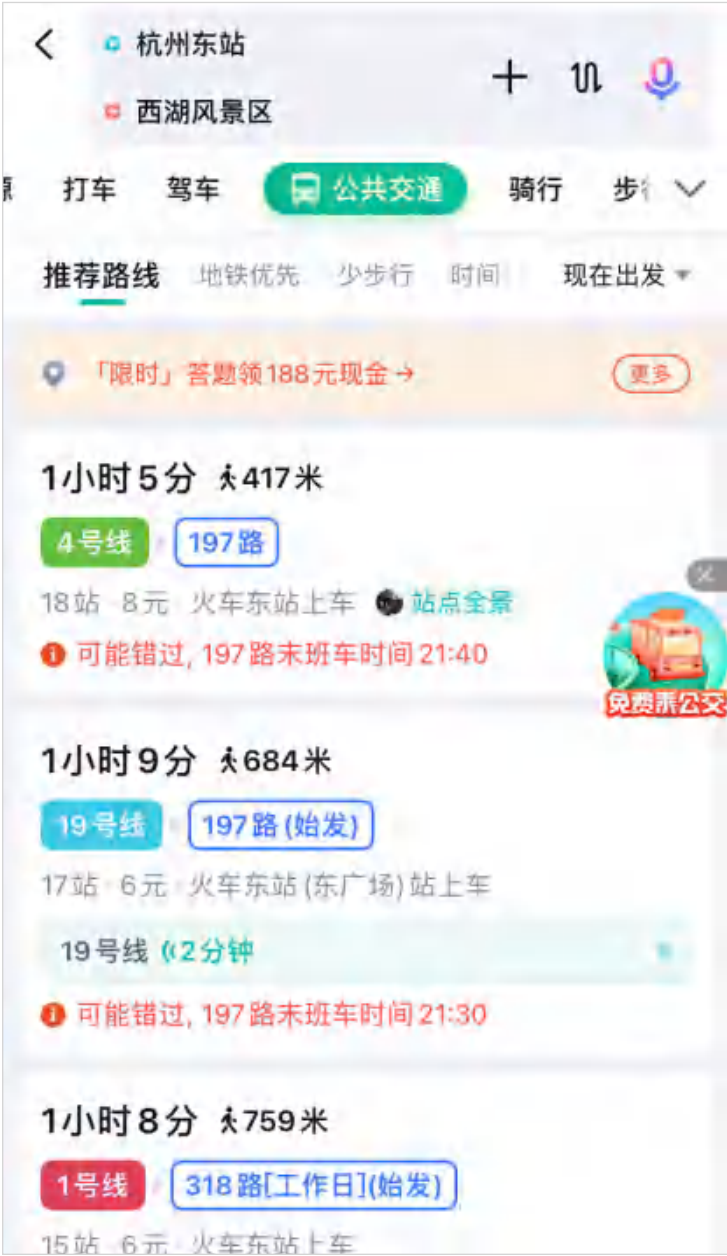 杭州东站
西湖风景区
打车 驾车 公共交通 骑行 步
推荐路线 地铁优先 少步行 时间 现在出发
「限时」答题领188元现金→ 更多
1小时5分 417米
4号线 197路
18站·8元·火车东站上车 站点全景
可能错过,197路末班车时间21:40
免费乘公交
1小时9分 684米
19号线 197路(始发)
17站·6元·火车东站(东广场)站上车
19号线 2分钟
可能错过,197路末班车时间21:30
1小时8分 759米
1号线 318路[工作日](始发)
15站·6元·火车东站上车